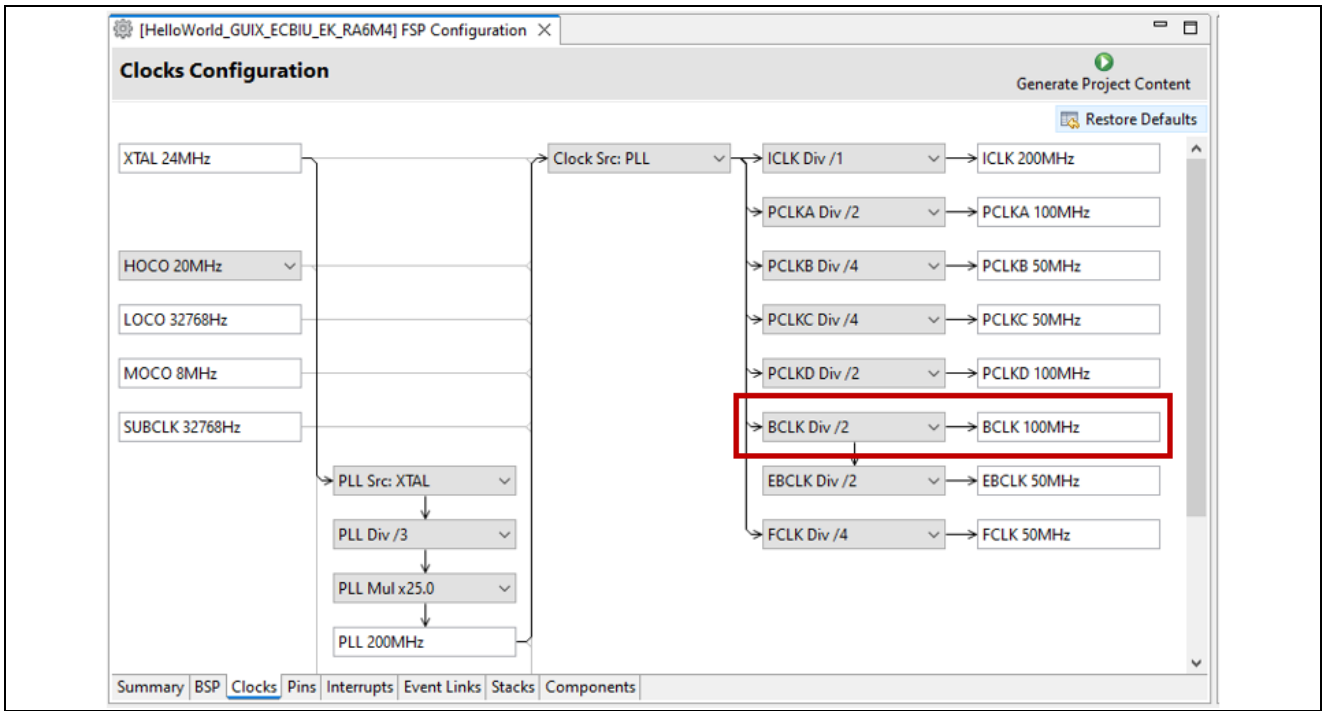 [HelloWorld_GUIX_ECBIU_EK_RA6M4] FSP Configuration
Clocks Configuration
Generate Project Content
Restore Defaults
XTAL 24MHz
Clock Src: PLL
ICLK Div /1
ICLK 200MHz
PCLKA Div /2
PCLKA 100MHz
HOCO 20MHz
PCLKB Div /4
PCLKB 50MHz
LOCO 32768Hz
PCLKC Div /4
PCLKC 50MHz
MOCO 8MHz
PCLKD Div /2
PCLKD 100MHz
SUBCLK 32768Hz
BCLK Div /2
BCLK 100MHz
PLL Src: XTAL
EBCLK Div /2
EBCLK 50MHz
PLL Div /3
FCLK Div /4
FCLK 50MHz
PLL Mul x25.0
PLL 200MHz
Summary BSP Clocks Pins Interrupts Event Links Stacks Components